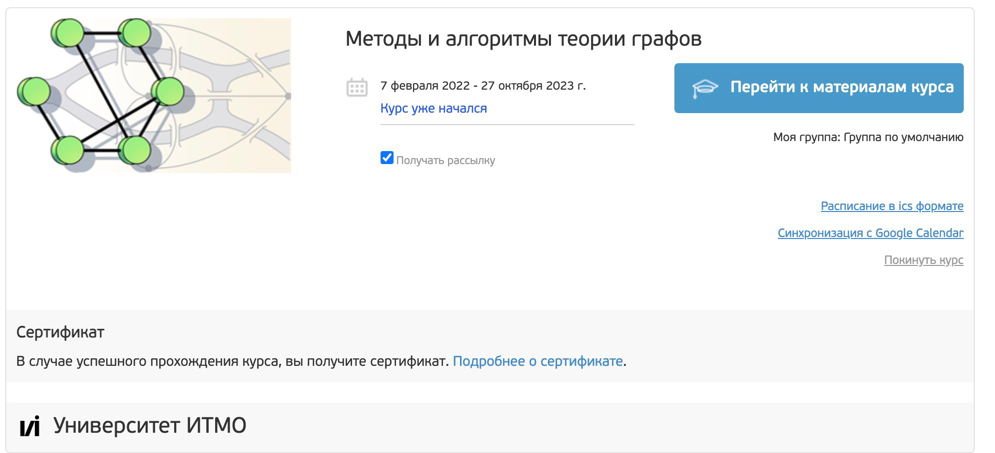 Методы и алгоритмы теории графов
7 февраля 2022 - 27 октября 2023 г.
Курс уже начался
Получать рассылку
Перейти к материалам курса
Моя группа: Группа по умолчанию
Расписание в ics формате
Синхронизация с Google Calendar
Покинуть курс
Сертификат
В случае успешного прохождения курса, вы получите сертификат. Подробнее о сертификате.
Университет ИТМО